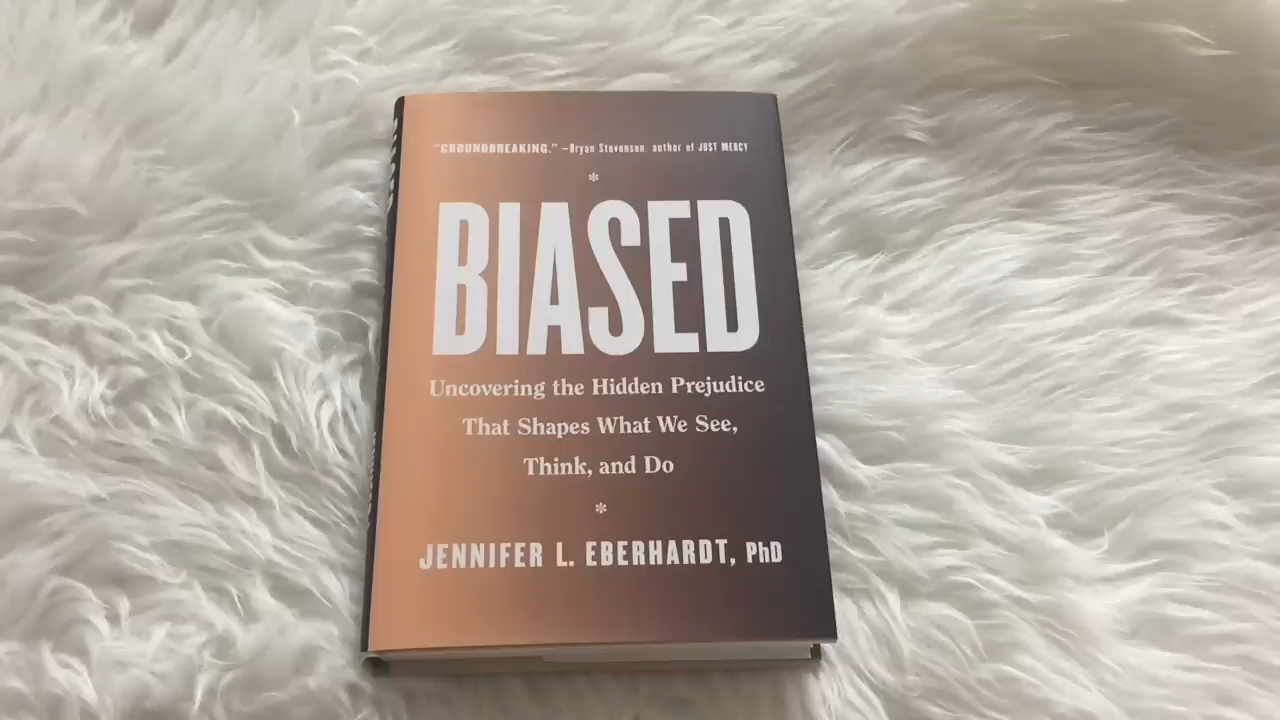 "GROUNDBREAKING." —Bryan Stevenson, author of JUST MERCY
*
BIASED
Uncovering the Hidden Prejudice
That Shapes What We See,
Think, and Do
*
JENNIFER L. EBERHARDT, PhD